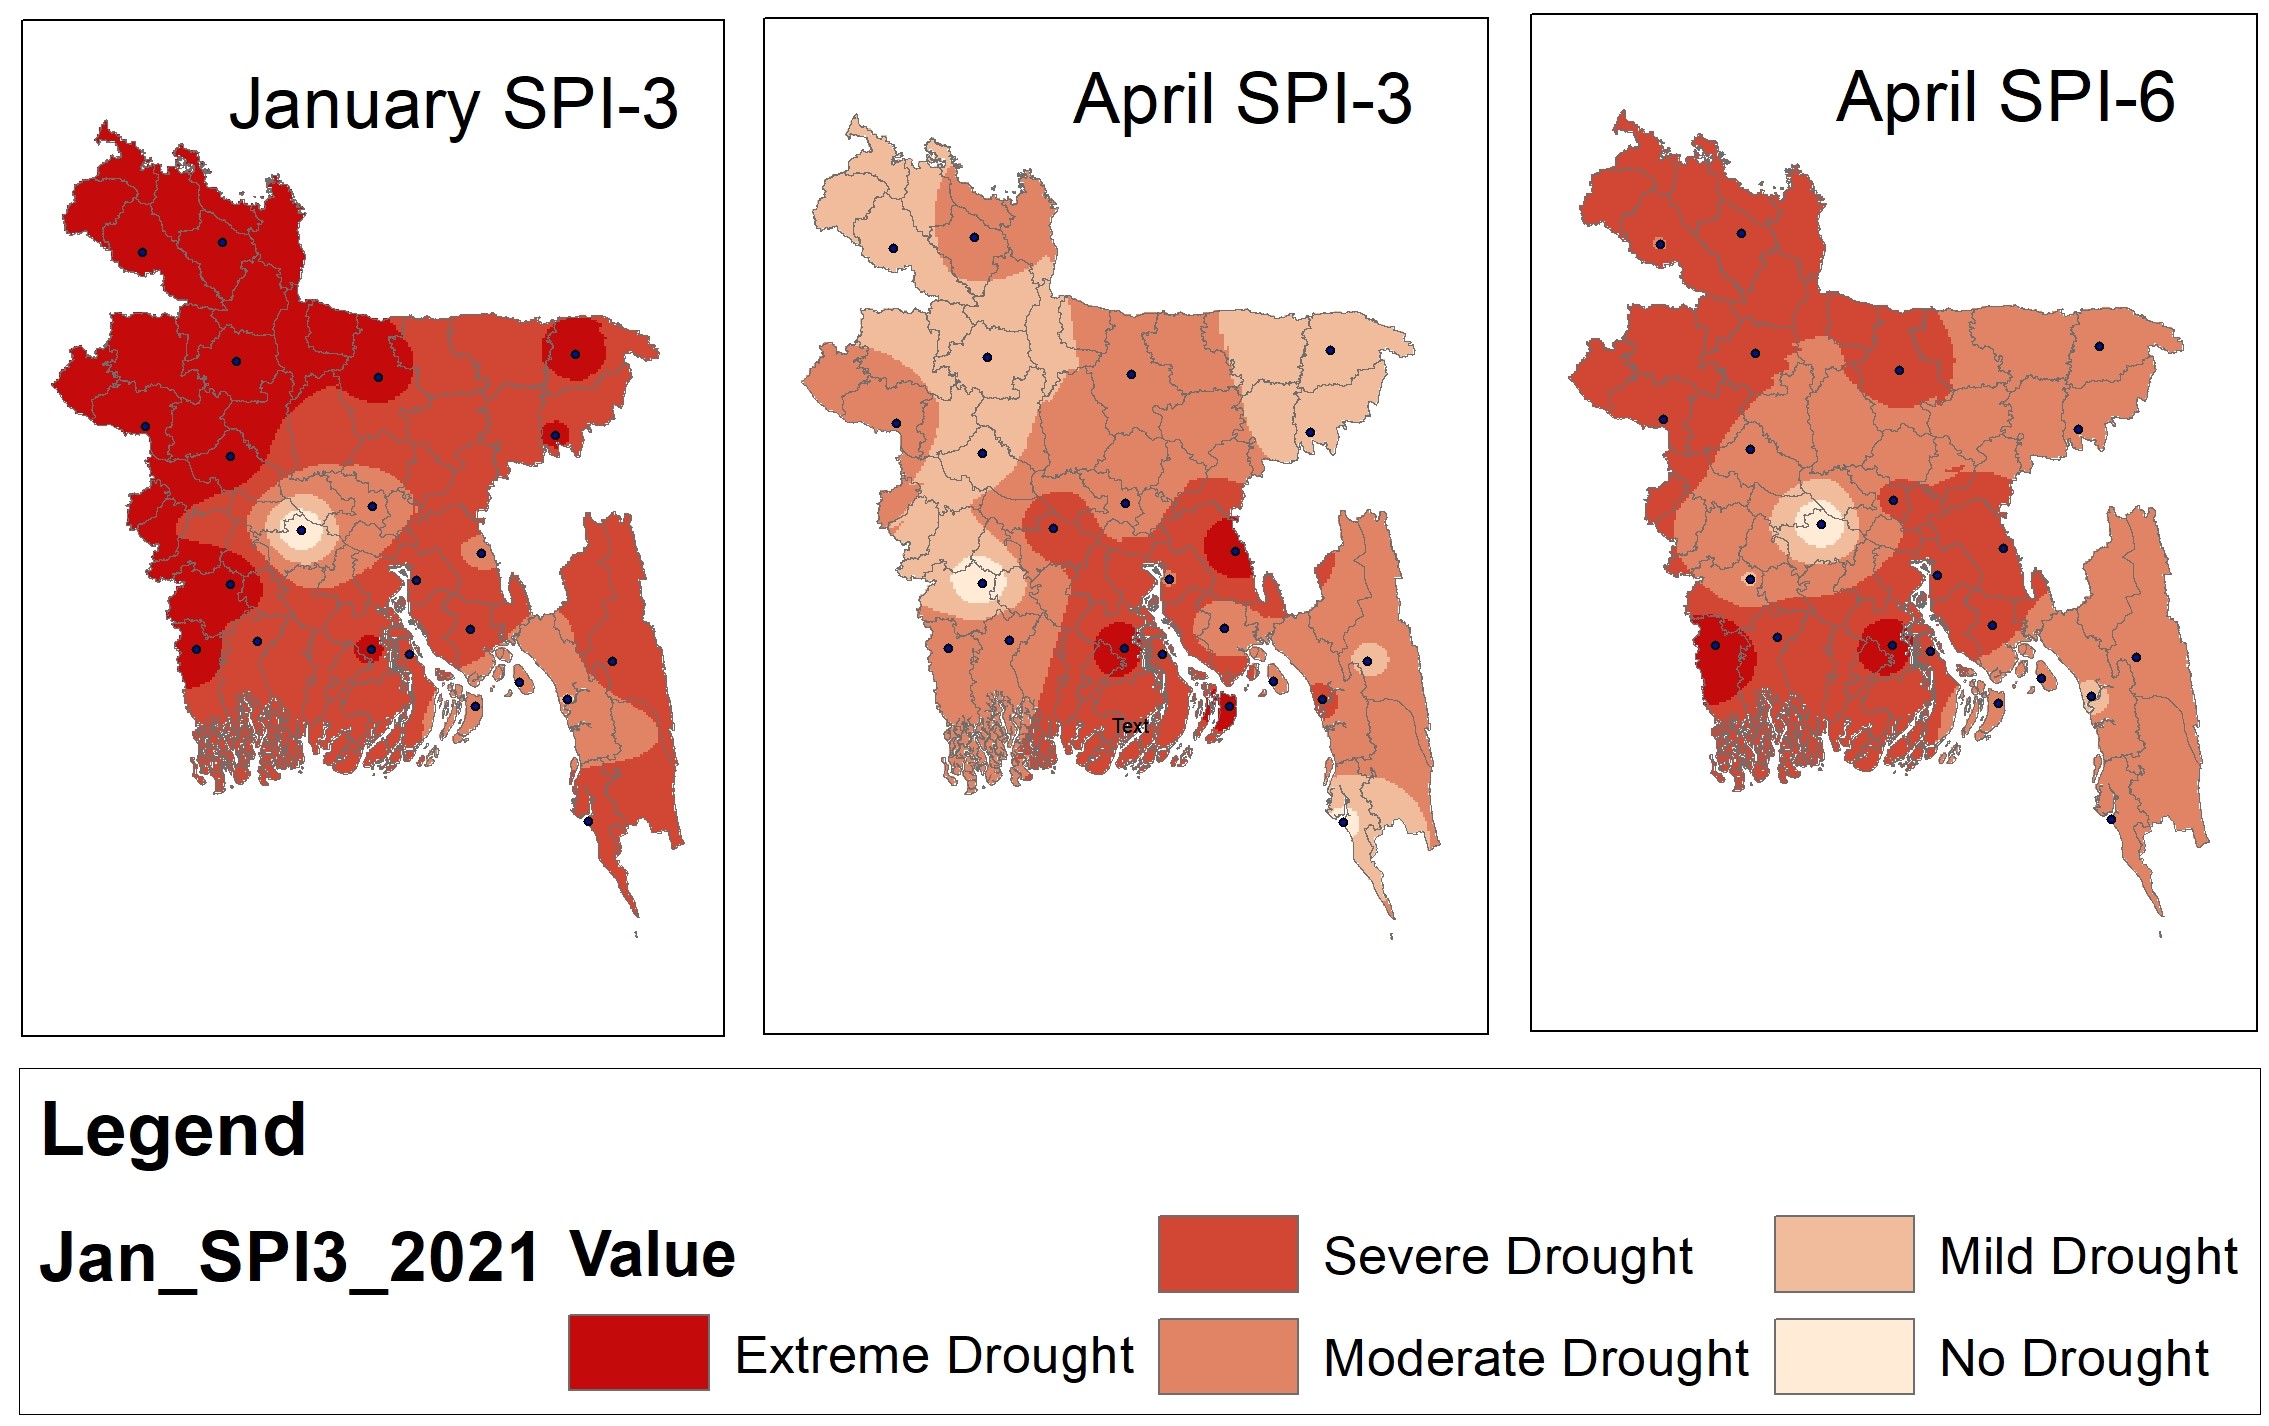 January SPI-3
April SPI-3
April SPI-6
Text
Legend
Jan_SPI3_2021 Value
Extreme Drought
Severe Drought
Moderate Drought
Mild Drought
No Drought